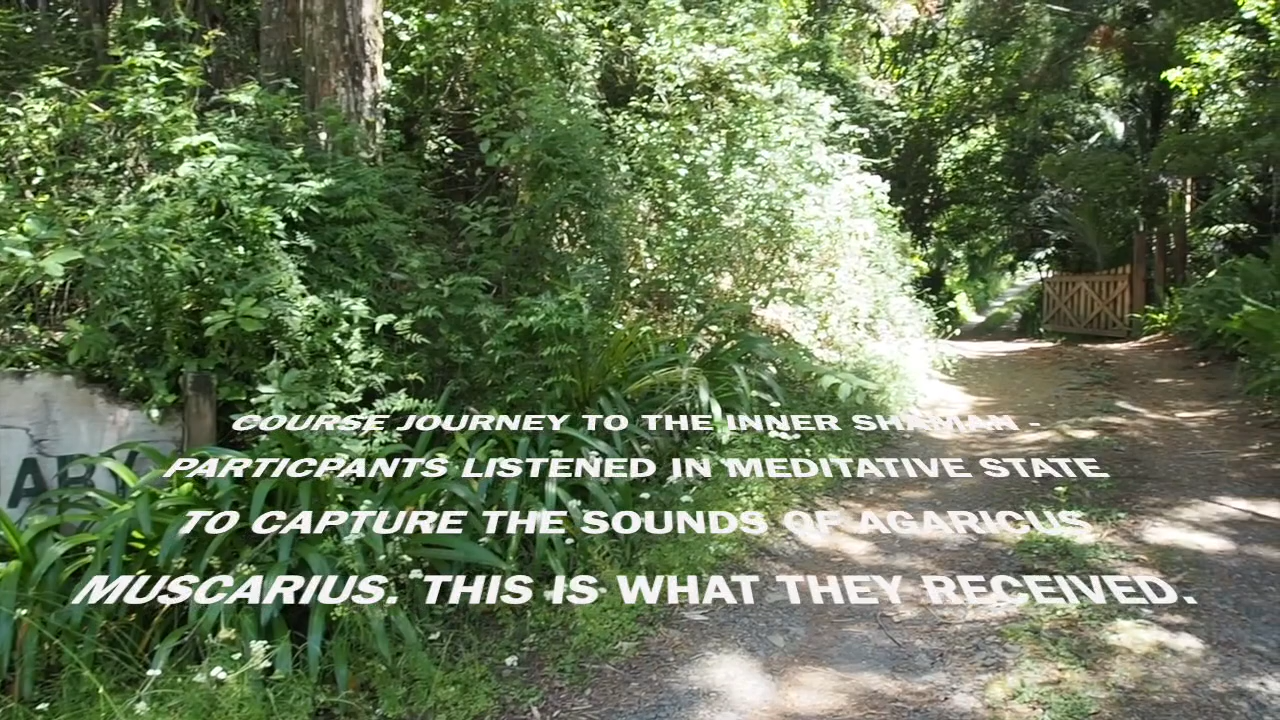 COURSE JOURNEY TO THE INNER SHAMAN -
PARTICPANTS LISTENED IN MEDITATIVE STATE
TO CAPTURE THE SOUNDS OF AGARICUS
MUSCARIUS. THIS IS WHAT THEY RECEIVED.